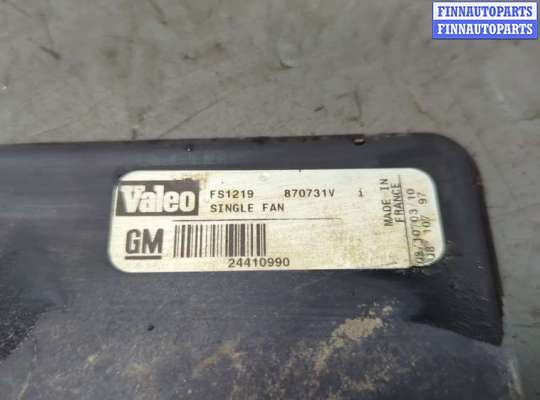 FINNAUTOPARTS
FINNAUTOPARTS
Valeo FS1219 870731V i
SINGLE FAN
GM
24410990
MADE IN
FRANCE